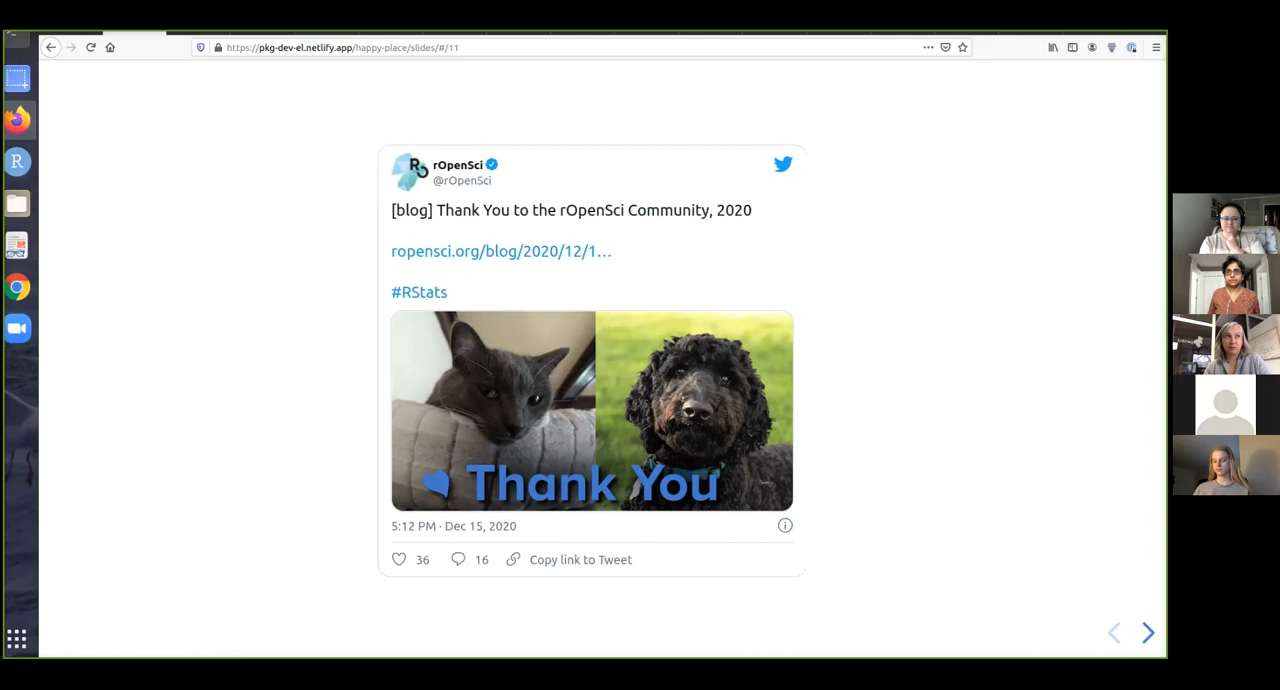 https://pkg-dev-el.netlify.app/happy-place/slides/#/11
rOpenSci
@rOpenSci
[blog] Thank You to the rOpenSci Community, 2020
ropensci.org/blog/2020/12/1…
#RStats
Thank You
5:12 PM · Dec 15, 2020
36
16
Copy link to Tweet
R